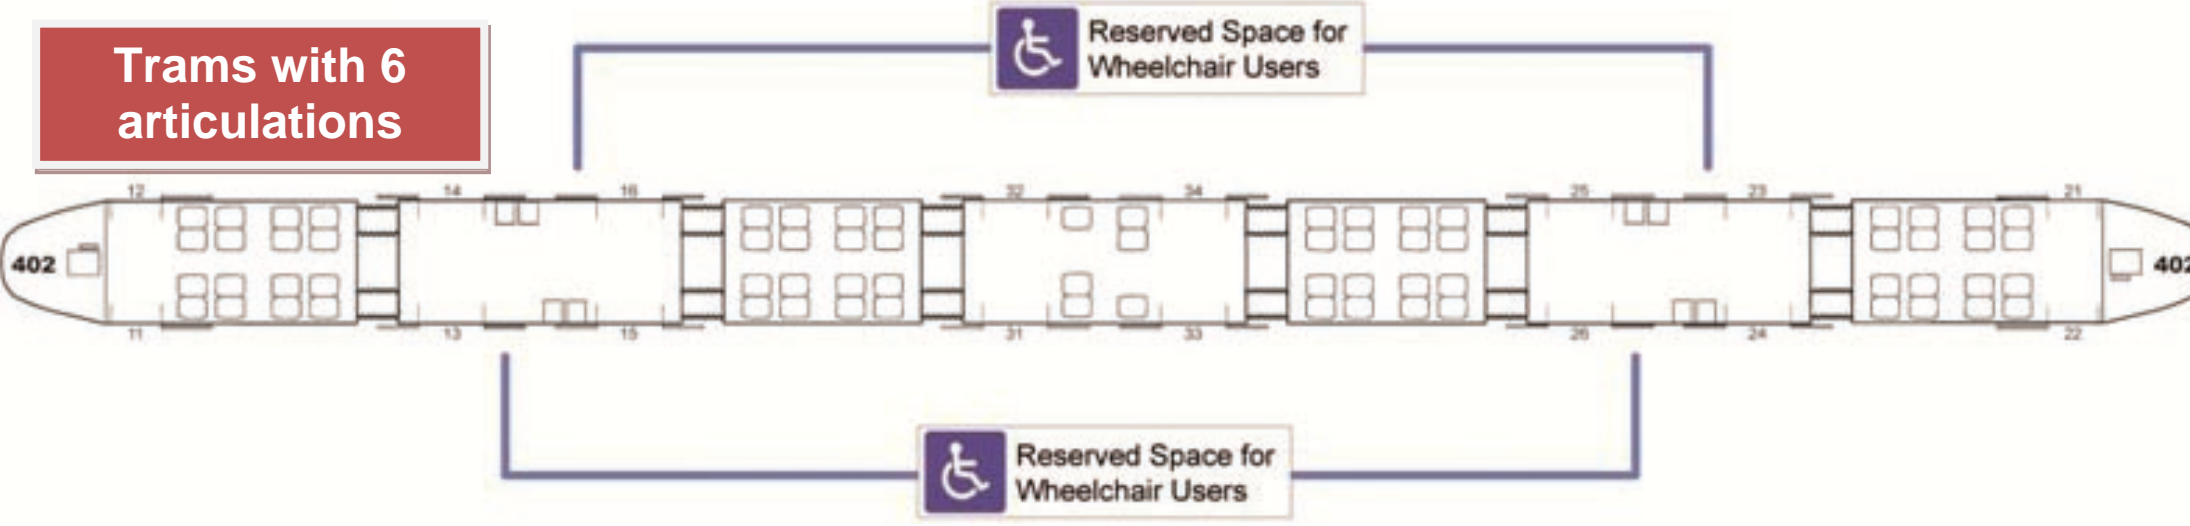 Trams with 6
articulations
Reserved Space for
Wheelchair Users
12 14 16 32 34 25 23 21
402 402
11 13 15 31 33 26 24 22
Reserved Space for
Wheelchair Users